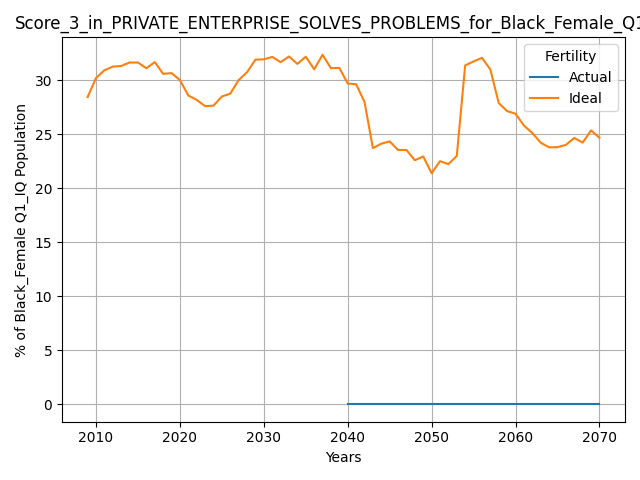 Score_3_in_PRIVATE_ENTERPRISE_SOLVES_PROBLEMS_for_Black_Female_Q1
Fertility
Actual
Ideal
% of Black_Female Q1_IQ Population
30
25
20
15
10
5
0
2010 2020 2030 2040 2050 2060 2070
Years